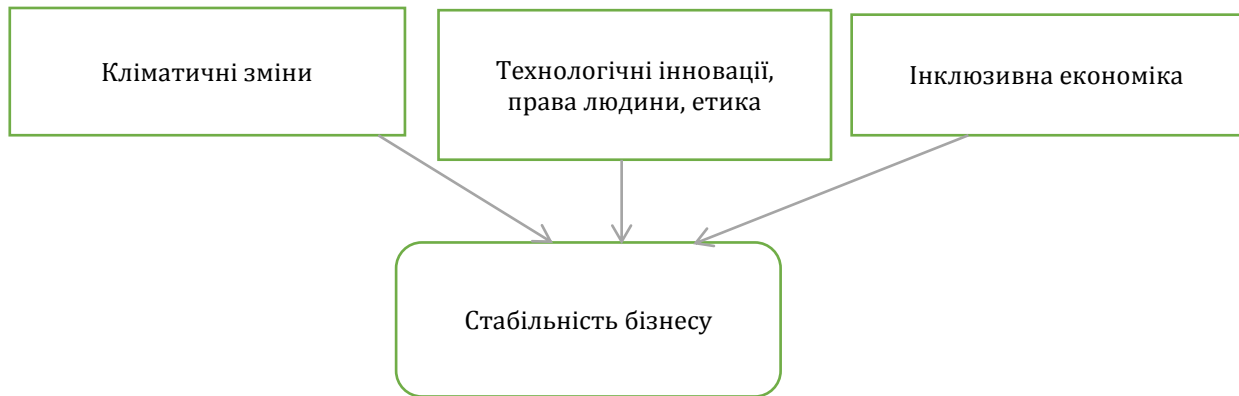 Кліматичні зміни
Технологічні інновації,
права людини, етика
Інклюзивна економіка
Стабільність бізнесу